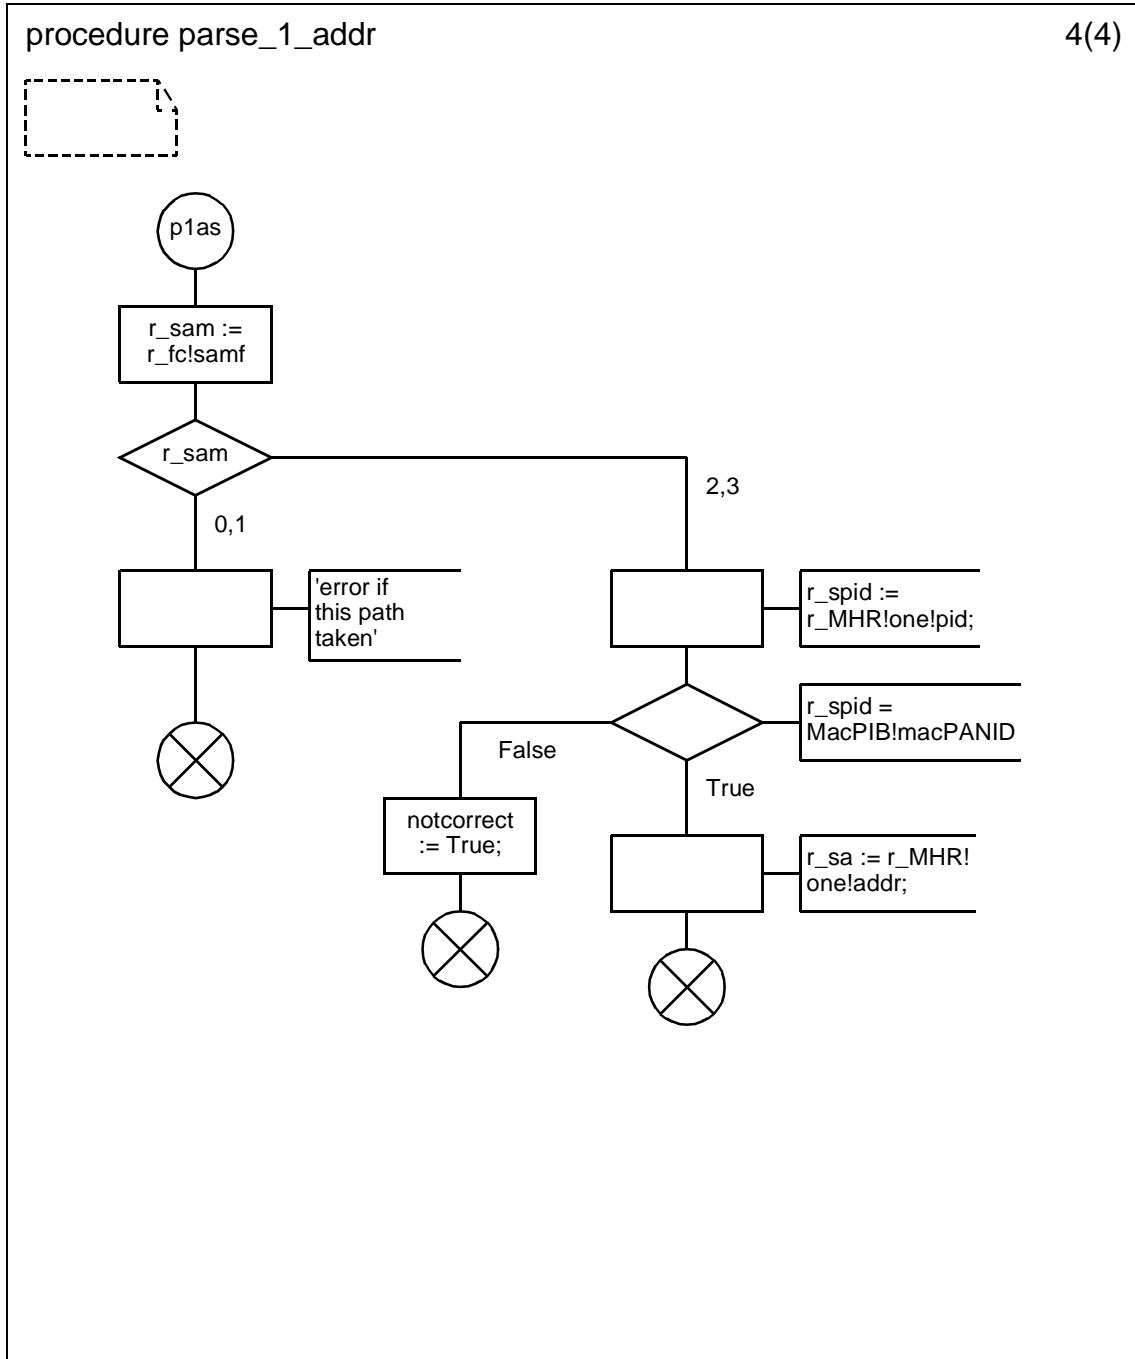 procedure parse_1_addr
4(4)
p1as
r_sam :=
r_fc!samf
r_sam
2,3
0,1
'error if
this path
taken'
r_spid :=
r_MHR!one!pid;
r_spid =
MacPIB!macPANID
False
True
notcorrect
:= True;
r_sa := r_MHR!
one!addr;